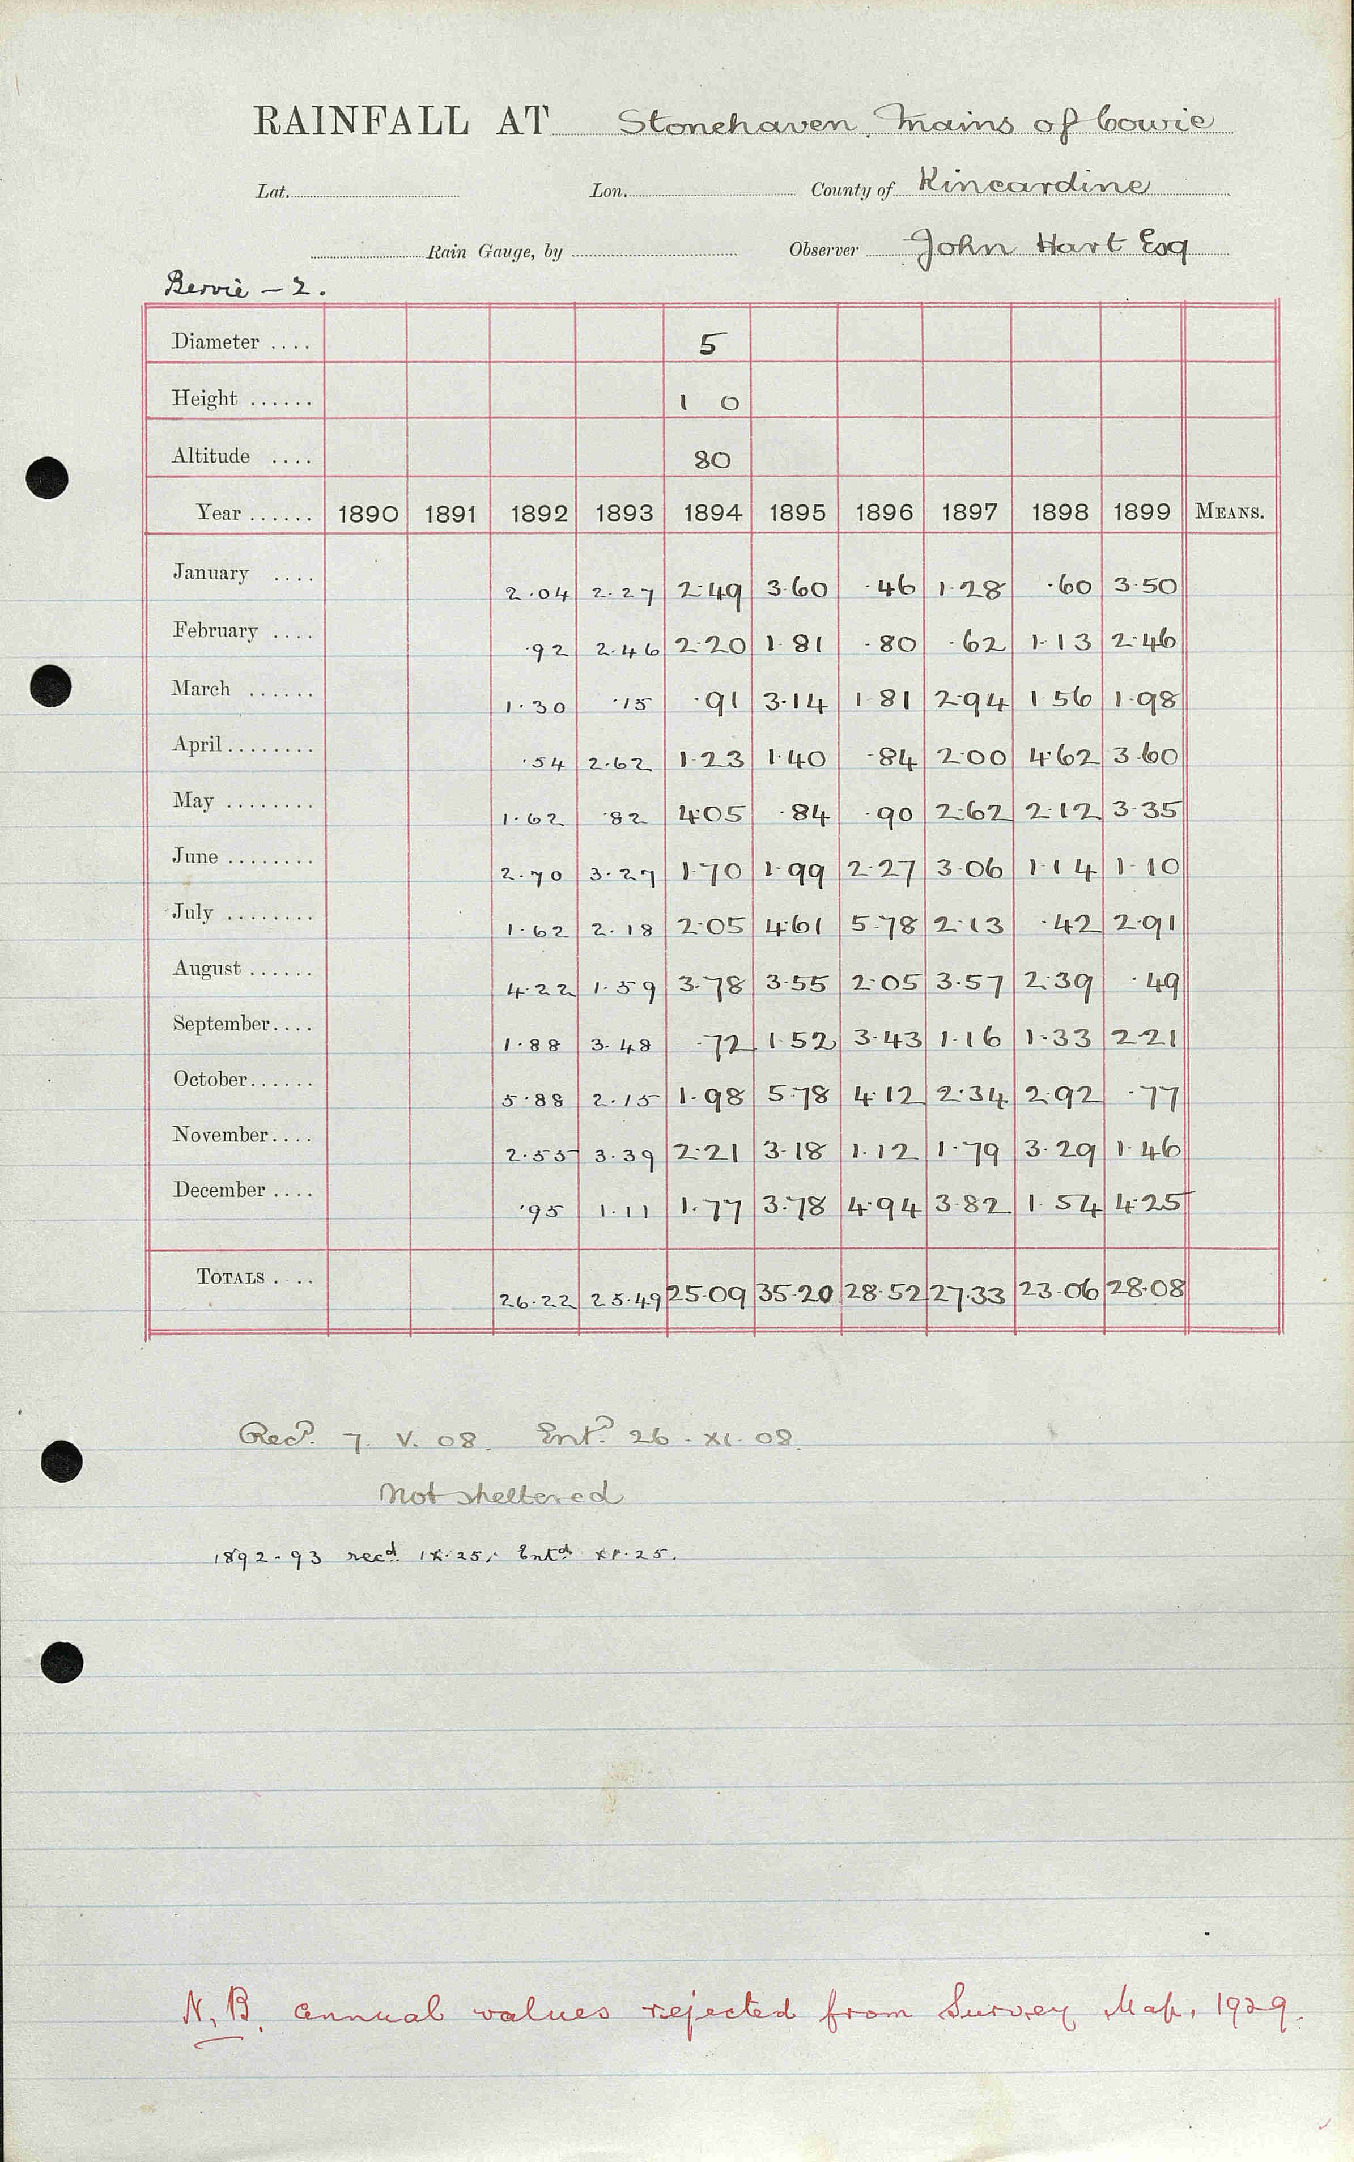 RAINFALL AT Stonehaven, Mains of Cowie
Lat. Lon. County of Kincardine
Rain Gauge, by Observer John Hart Esq
Bervie - 2.
Diameter .... 5
Height ...... 1 0
Altitude .... 80
Year ...... 1890 1891 1892 1893 1894 1895 1896 1897 1898 1899 MEANS.
January .... 2.04 2.27 2.49 3.60 .46 1.28 .60 3.50
February .... .92 2.46 2.20 1.81 .80 .62 1.13 2.46
March ...... 1.30 .15 .91 3.14 1.81 2.94 1.56 1.98
April ........ .54 2.62 1.23 1.40 .84 2.00 4.62 3.60
May ........ 1.62 .82 4.05 .84 .90 2.62 2.12 3.35
June ........ 2.70 3.27 1.70 1.99 2.27 3.06 1.14 1.10
July ........ 1.62 2.18 2.05 4.61 5.78 2.13 .42 2.91
August ...... 4.22 1.59 3.78 3.55 2.05 3.57 2.39 .49
September .... 1.88 3.48 .72 1.52 3.43 1.16 1.33 2.21
October ...... 5.88 2.15 1.98 5.78 4.12 2.34 2.92 .77
November .... 2.55 3.39 2.21 3.18 1.12 1.79 3.29 1.46
December .... .95 1.11 1.77 3.78 4.94 3.82 1.54 4.25
TOTALS .... 26.22 25.49 25.09 35.20 28.52 27.33 23.06 28.08
Recd. 7. V. 08. Entd. 26. XI. 08.
Not sheltered
1892-93 recd. IX.25; Entd XI.25.
N.B. annual values rejected from Survey Map, 1929.